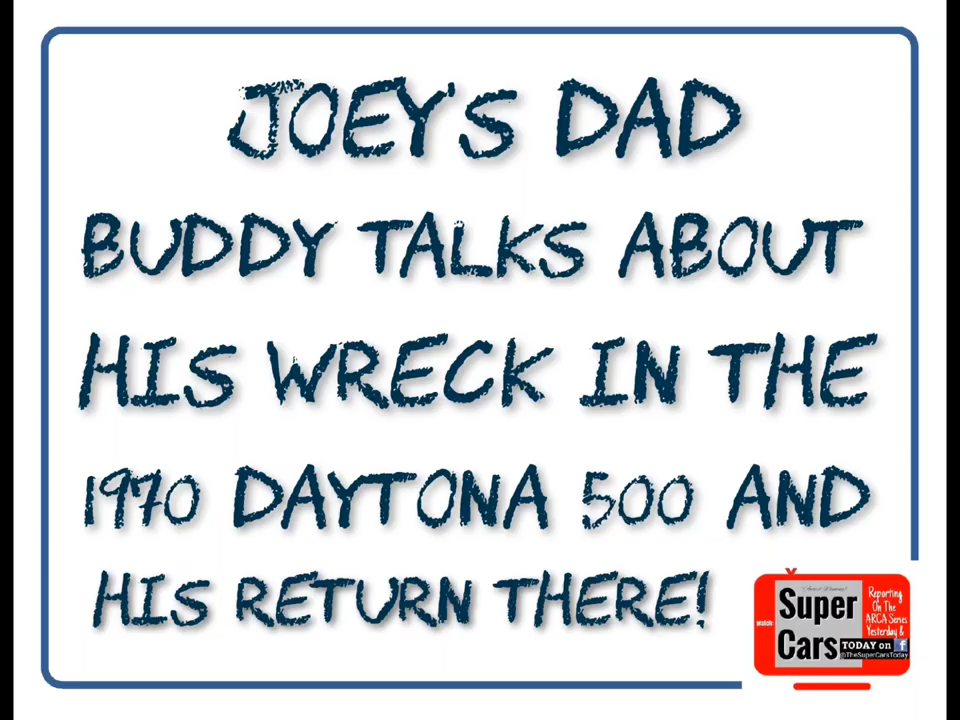 JOEY'S DAD
BUDDY TALKS ABOUT
HIS WRECK IN THE
1970 DAYTONA 500 AND
HIS RETURN THERE!
Super
Cars
TODAY on f
@TheSuperCarsToday
Reporting
On The
ARCA Series
Yesterday &